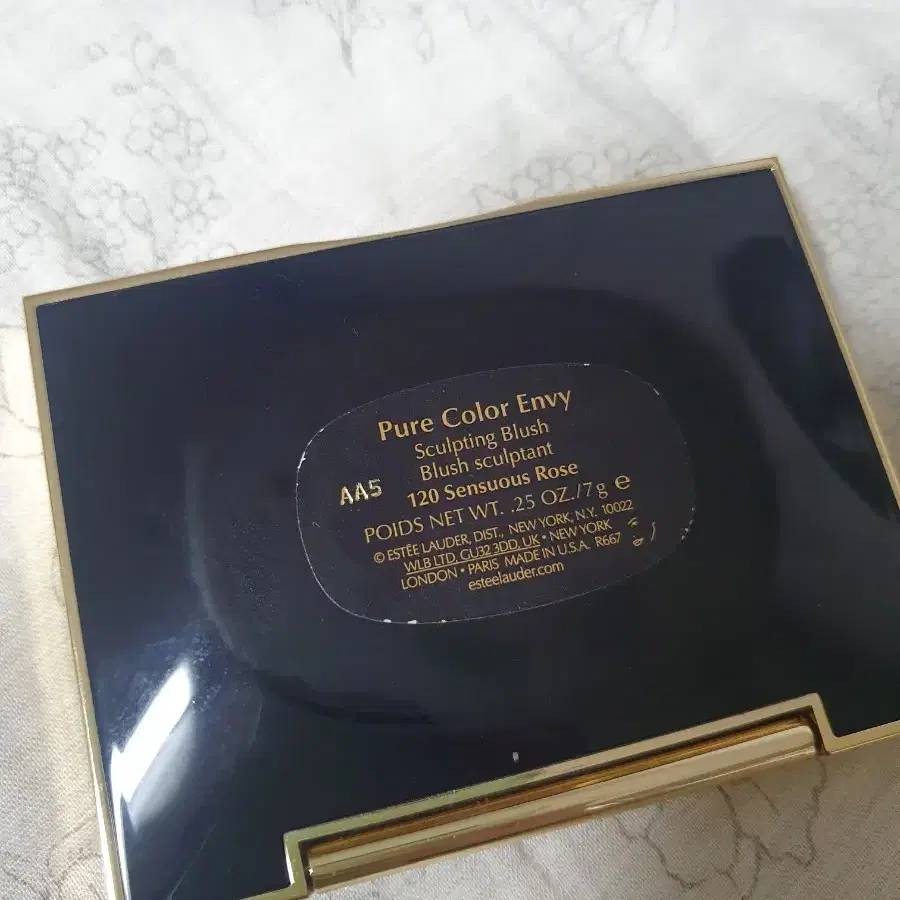 Pure Color Envy
Sculpting Blush
Blush sculptant
AA5
120 Sensuous Rose
POIDS NET WT. .25 OZ./7g e
© ESTĒE LAUDER, DIST., NEW YORK, N.Y. 10022
WLB LTD, GU32 3DD, UK • NEW YORK
LONDON • PARIS MADE IN U.S.A. R667
esteelauder.com